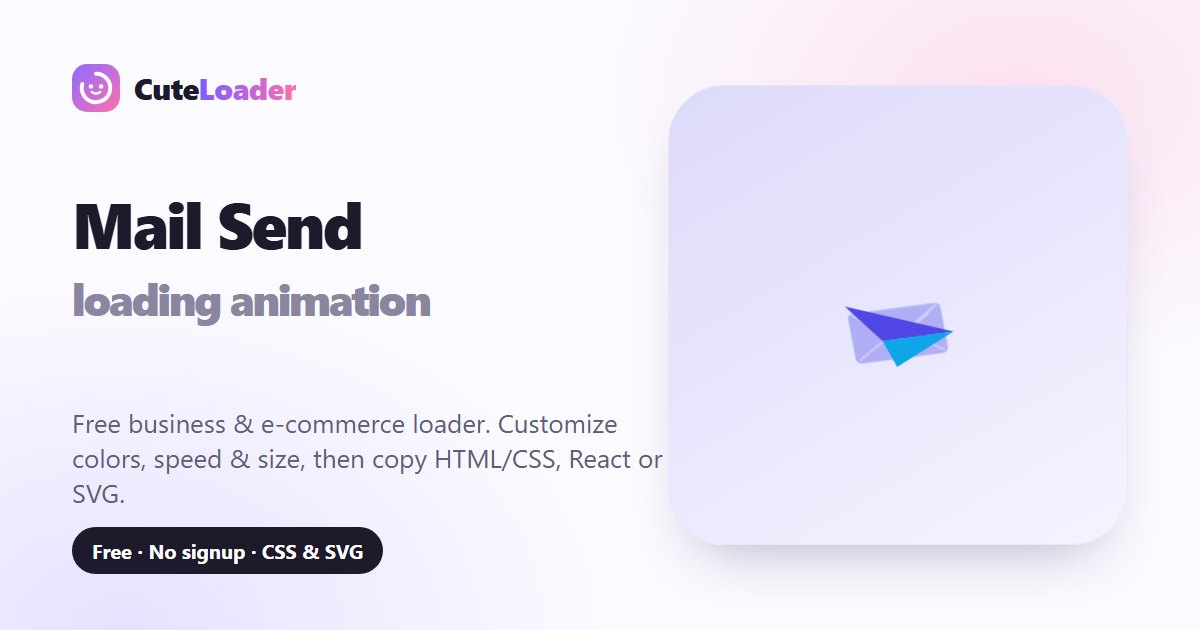 CuteLoader
Mail Send
loading animation
Free business & e-commerce loader. Customize
colors, speed & size, then copy HTML/CSS, React or
SVG.
Free · No signup · CSS & SVG